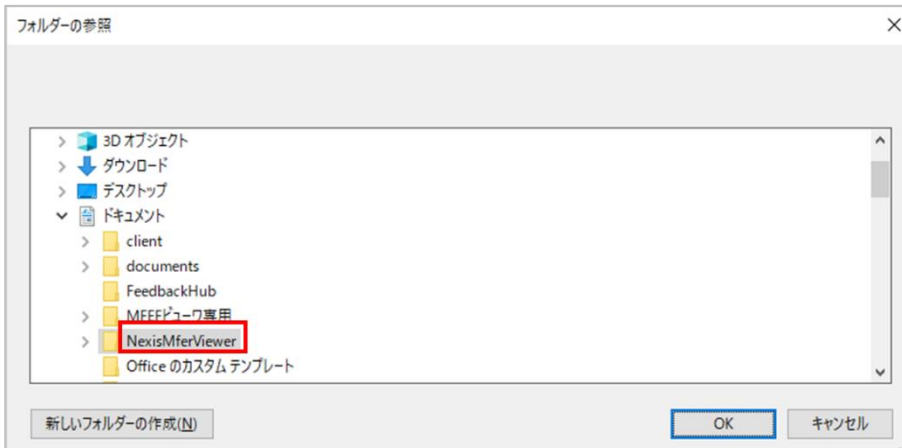 フォルダーの参照
3D オブジェクト
ダウンロード
デスクトップ
ドキュメント
client
documents
FeedbackHub
MFEFビューワ専用
NexisMferViewer
Office のカスタム テンプレート
新しいフォルダーの作成(N)
OK
キャンセル